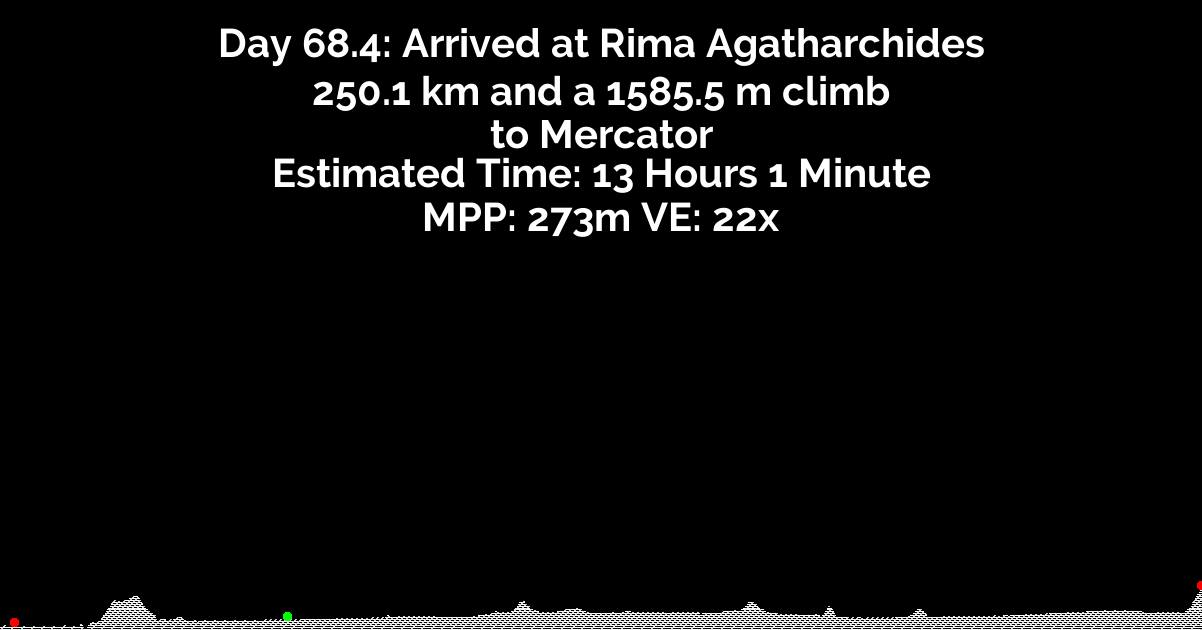 Day 68.4: Arrived at Rima Agatharchides
250.1 km and a 1585.5 m climb
to Mercator
Estimated Time: 13 Hours 1 Minute
MPP: 273m VE: 22x